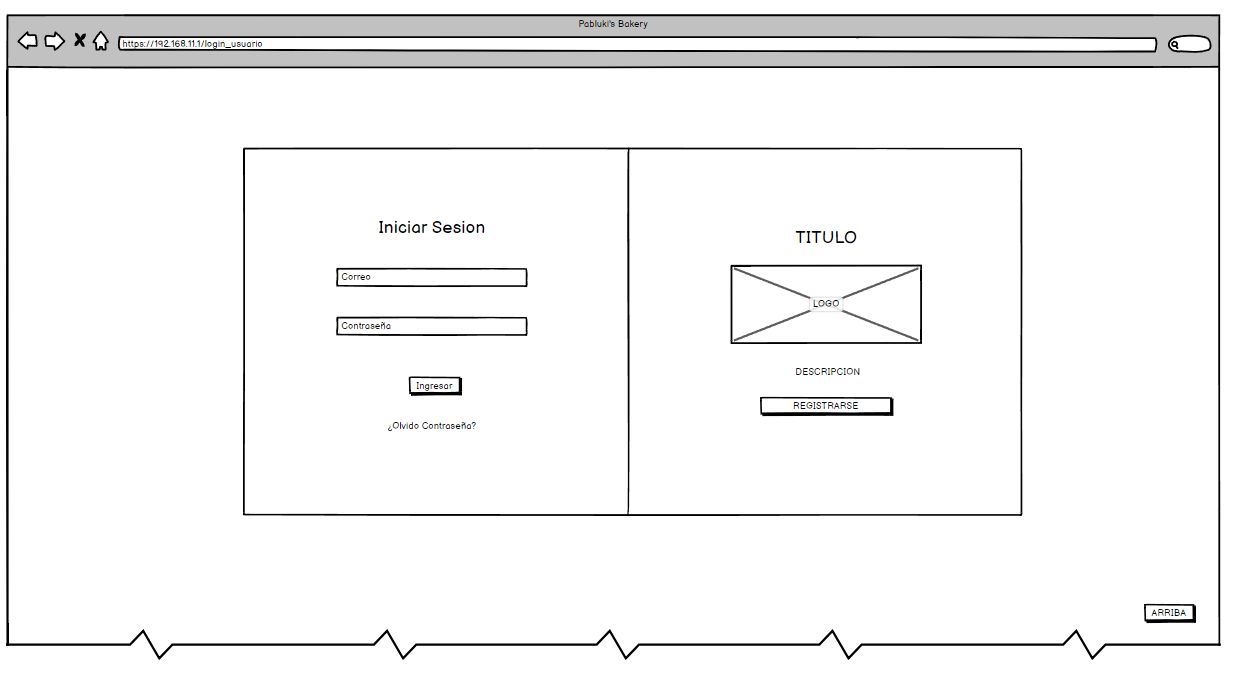 Pabluki's Bakery
https://192.168.11.1/login_usuario
Iniciar Sesion
Correo
Contraseña
Ingresar
¿Olvido Contraseña?
TITULO
LOGO
DESCRIPCION
REGISTRARSE
ARRIBA